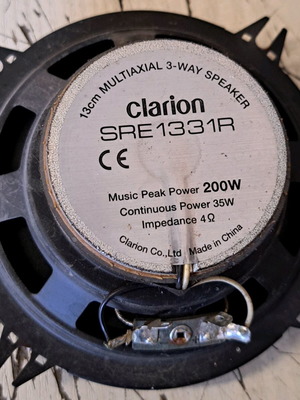 13cm MULTIAXIAL 3-WAY SPEAKER
clarion
SRE1331R
CE
Music Peak Power 200W
Continuous Power 35W
Impedance 4Ω
Clarion Co.,Ltd Made in China